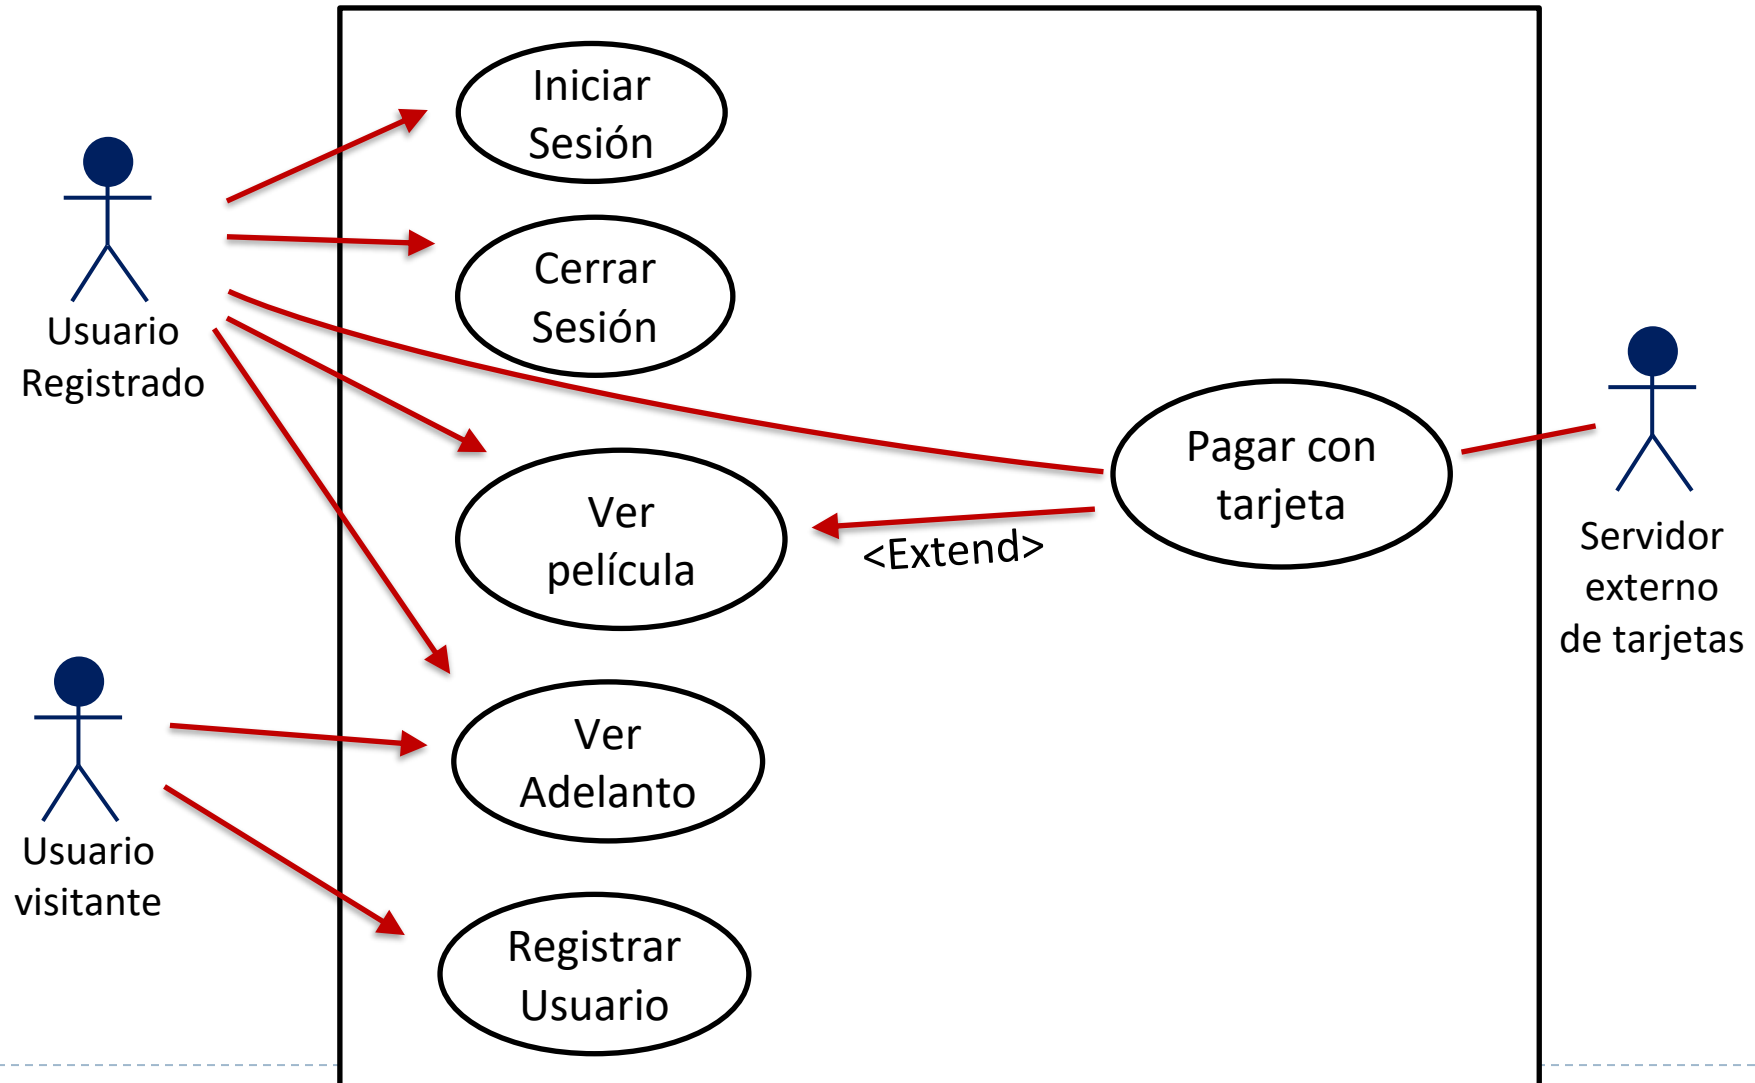 Iniciar
Sesión
Usuario
Registrado
Cerrar
Sesión
Ver
película
<Extend>
Pagar con
tarjeta
Servidor
externo
de tarjetas
Ver
Adelanto
Usuario
visitante
Registrar
Usuario